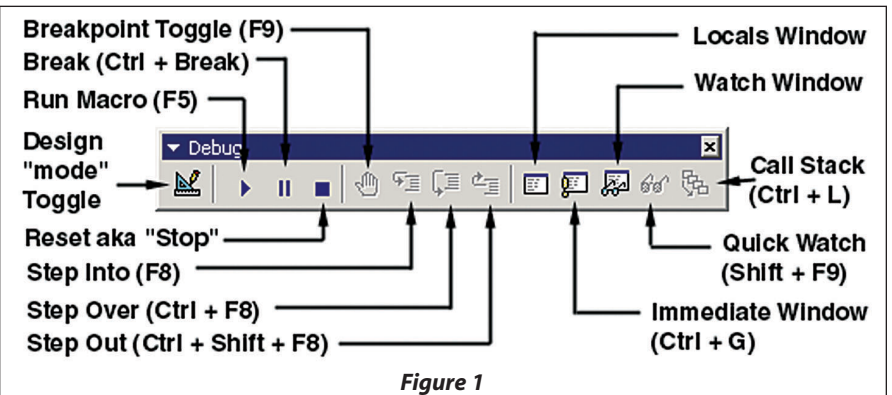 Breakpoint Toggle (F9)
Break (Ctrl + Break)
Run Macro (F5)
Design
"mode"
Toggle
Reset aka "Stop"
Step Into (F8)
Step Over (Ctrl + F8)
Step Out (Ctrl + Shift + F8)
Debug
Locals Window
Watch Window
Call Stack
(Ctrl + L)
Quick Watch
(Shift + F9)
Immediate Window
(Ctrl + G)
Figure 1